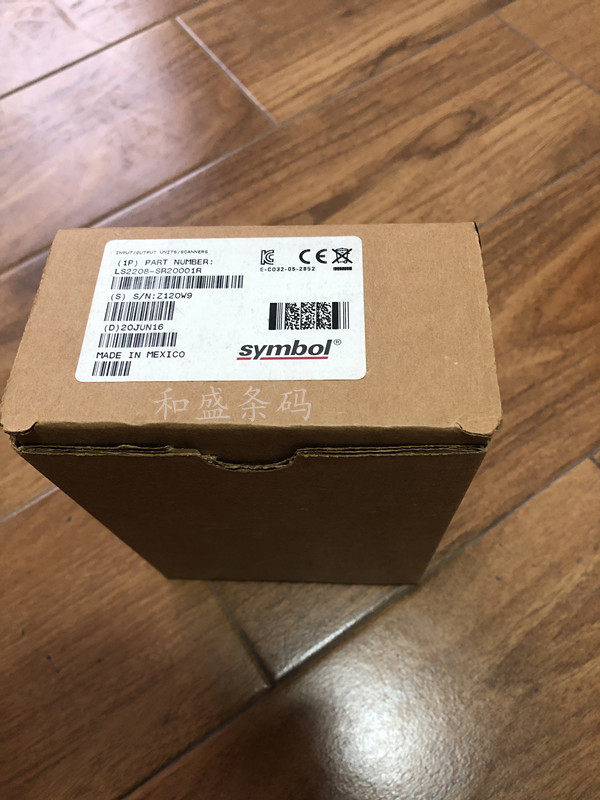 INPUT/OUTPUT UNITS/SCANNERS
(1P) PART NUMBER:
LS2208-SR20001R
(S) S/N:Z120W9
(D)20JUN16
MADE IN MEXICO
E-C032-05-2852
CE
symbol®
和盛条码